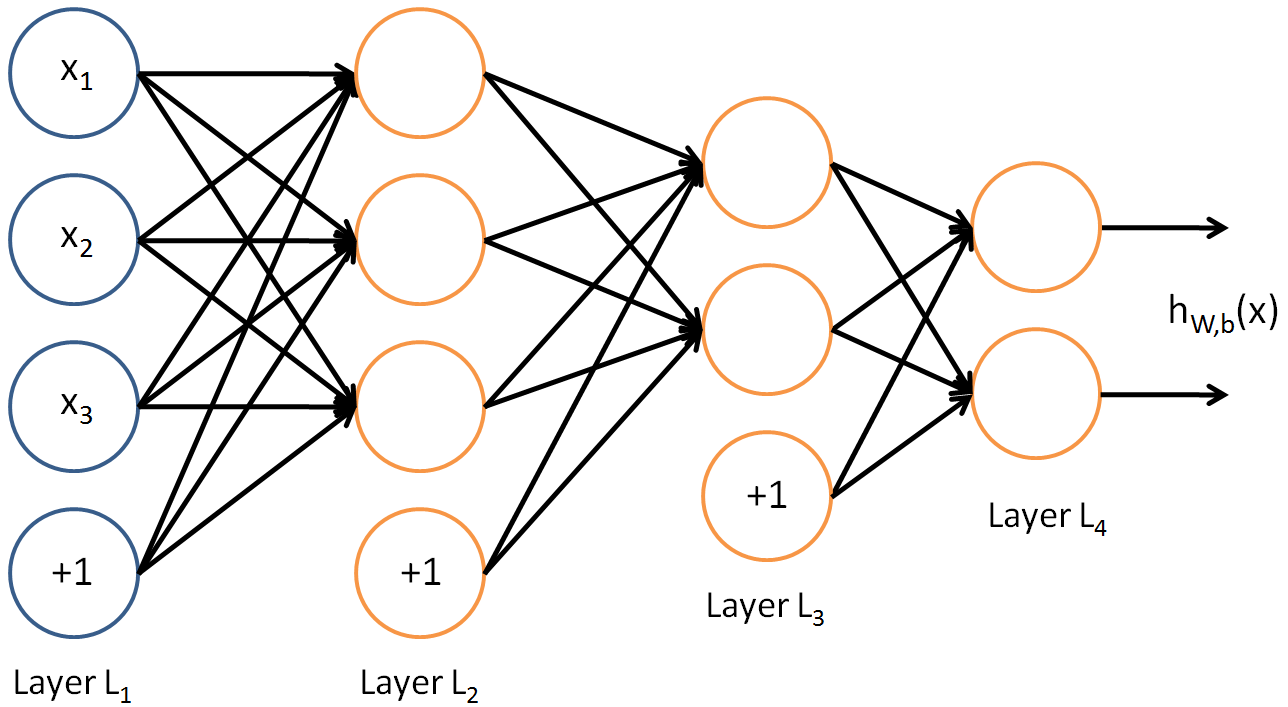 x1
x2
x3
+1
Layer L1
+1
Layer L2
+1
Layer L3
Layer L4
hW,b(x)